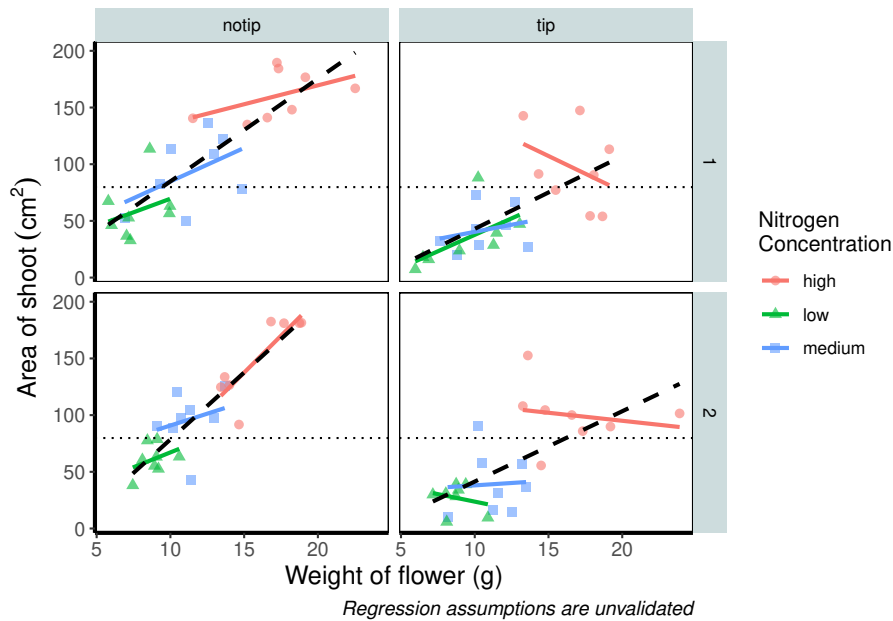 notip
tip
200
150
100
50
0
1
200
150
100
50
0
2
5
10
15
20
5
10
15
20
Area of shoot (cm²)
Weight of flower (g)
Regression assumptions are unvalidated
Nitrogen
Concentration
high
low
medium